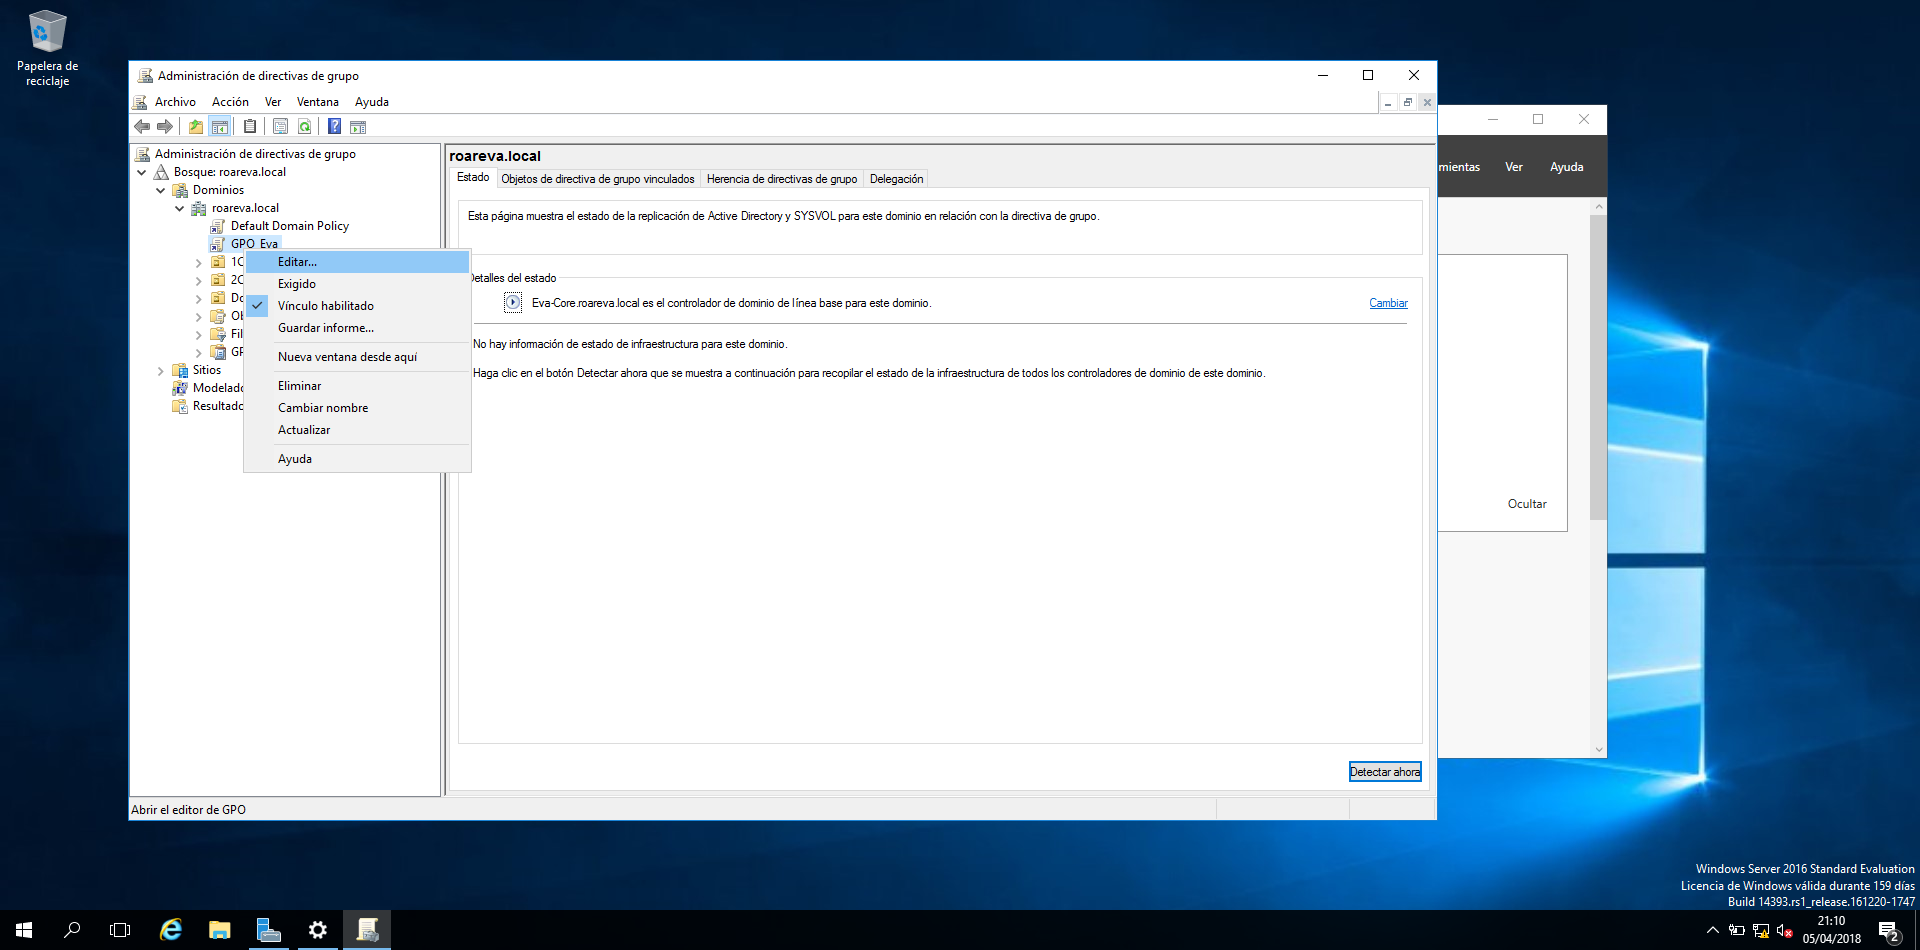 Papelera de
reciclaje
Administración de directivas de grupo
Archivo Acción Ver Ventana Ayuda
Administración de directivas de grupo
Bosque: roareva.local
Dominios
roareva.local
Default Domain Policy
GPO_Eva
1C
2C
Do
Ob
Fil
GP
Sitios
Modelado
Resultado
Editar...
Exigido
Vínculo habilitado
Guardar informe...
Nueva ventana desde aquí
Eliminar
Cambiar nombre
Actualizar
Ayuda
roareva.local
Estado Objetos de directiva de grupo vinculados Herencia de directivas de grupo Delegación
Esta página muestra el estado de la replicación de Active Directory y SYSVOL para este dominio en relación con la directiva de grupo.
Detalles del estado
Eva-Core.roareva.local es el controlador de dominio de línea base para este dominio. Cambiar
No hay información de estado de infraestructura para este dominio.
Haga clic en el botón Detectar ahora que se muestra a continuación para recopilar el estado de la infraestructura de todos los controladores de dominio de este dominio.
Detectar ahora
Abrir el editor de GPO
mientas Ver Ayuda
Ocultar
Windows Server 2016 Standard Evaluation
Licencia de Windows válida durante 159 días
Build 14393.rs1_release.161220-1747
21:10
05/04/2018
2